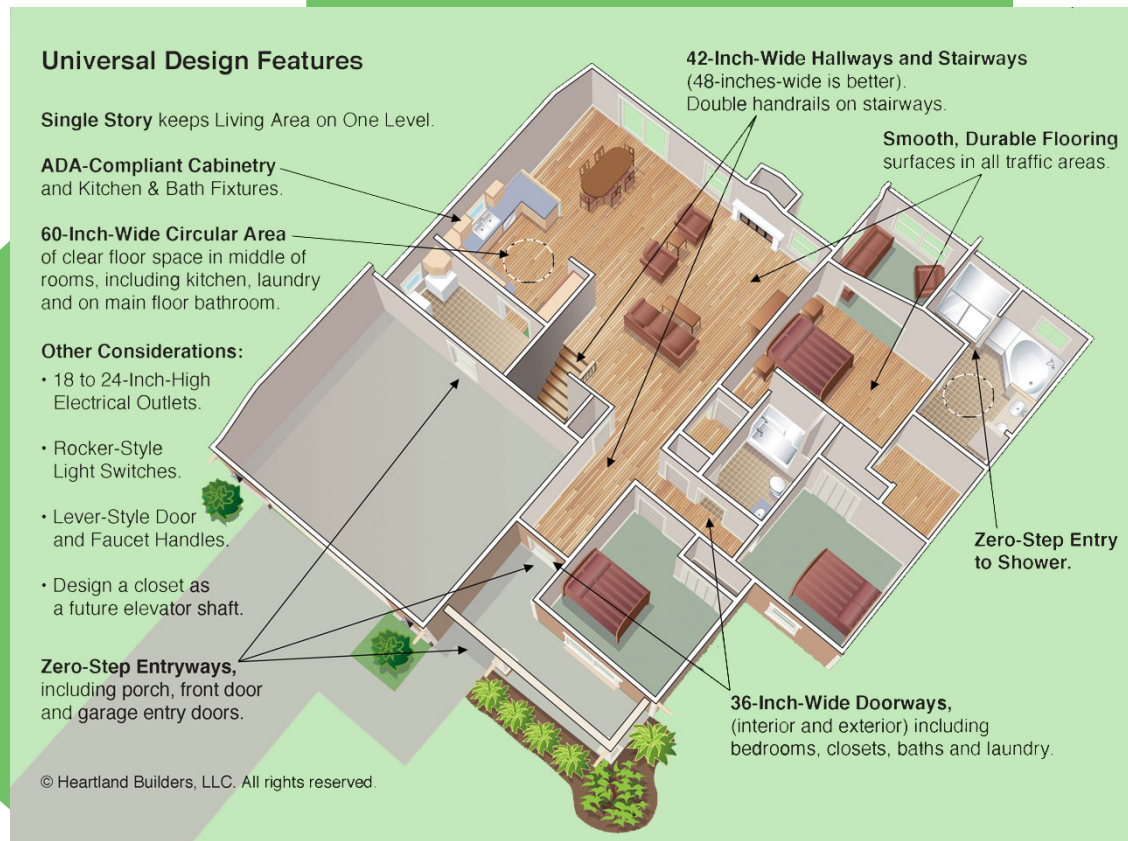 Universal Design Features
Single Story keeps Living Area on One Level.
ADA-Compliant Cabinetry
and Kitchen & Bath Fixtures.
60-Inch-Wide Circular Area
of clear floor space in middle of
rooms, including kitchen, laundry
and on main floor bathroom.
Other Considerations:
• 18 to 24-Inch-High
Electrical Outlets.
• Rocker-Style
Light Switches.
• Lever-Style Door
and Faucet Handles.
• Design a closet as
a future elevator shaft.
Zero-Step Entryways,
including porch, front door
and garage entry doors.
© Heartland Builders, LLC. All rights reserved.
42-Inch-Wide Hallways and Stairways
(48-inches-wide is better).
Double handrails on stairways.
Smooth, Durable Flooring
surfaces in all traffic areas.
Zero-Step Entry
to Shower.
36-Inch-Wide Doorways,
(interior and exterior) including
bedrooms, closets, baths and laundry.